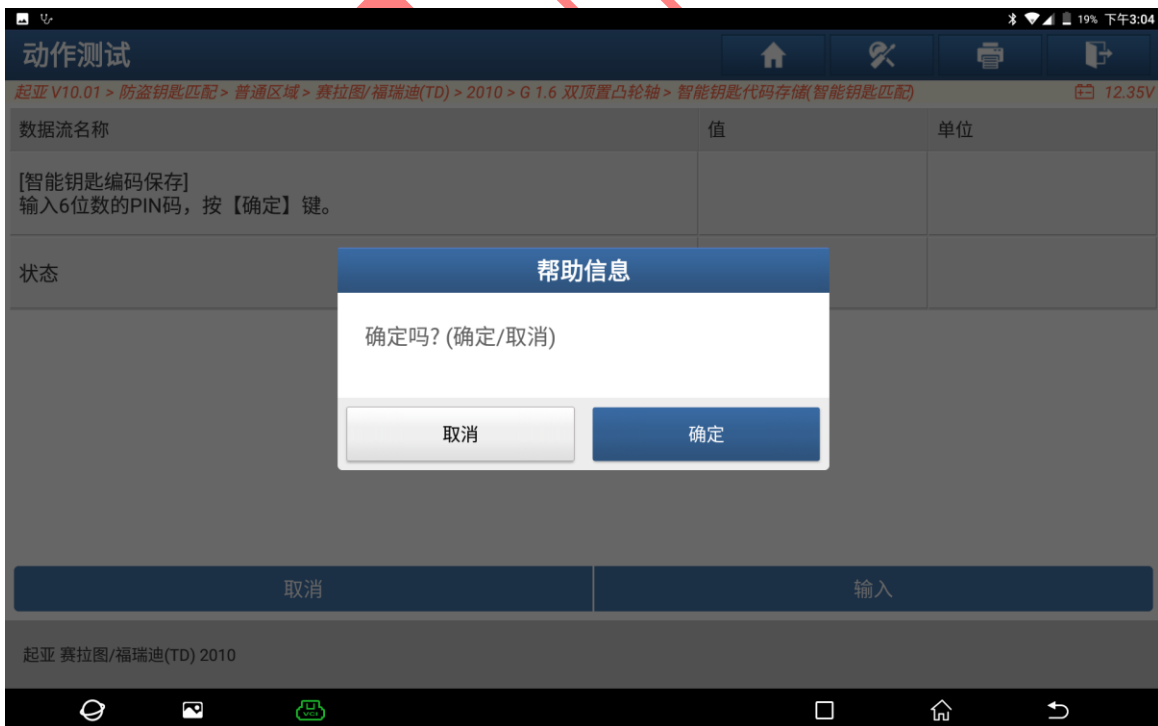 19% 下午3:04
动作测试
起亚 V10.01 > 防盗钥匙匹配 > 普通区域 > 赛拉图/福瑞迪(TD) > 2010 > G 1.6 双顶置凸轮轴 > 智能钥匙代码存储(智能钥匙匹配) 12.35V
数据流名称 值 单位
[智能钥匙编码保存]
输入6位数的PIN码，按【确定】键。
状态
帮助信息
确定吗? (确定/取消)
取消 确定
取消 输入
起亚 赛拉图/福瑞迪(TD) 2010
VCI